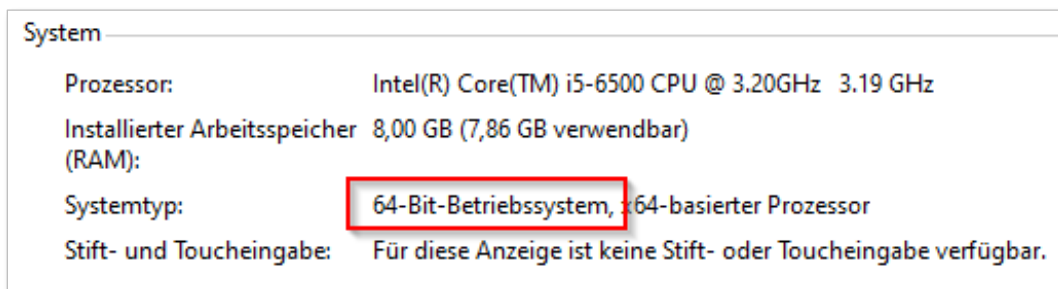 System
Prozessor: Intel(R) Core(TM) i5-6500 CPU @ 3.20GHz 3.19 GHz
Installierter Arbeitsspeicher 8,00 GB (7,86 GB verwendbar)
(RAM):
Systemtyp: 64-Bit-Betriebssystem, x64-basierter Prozessor
Stift- und Toucheingabe: Für diese Anzeige ist keine Stift- oder Toucheingabe verfügbar.